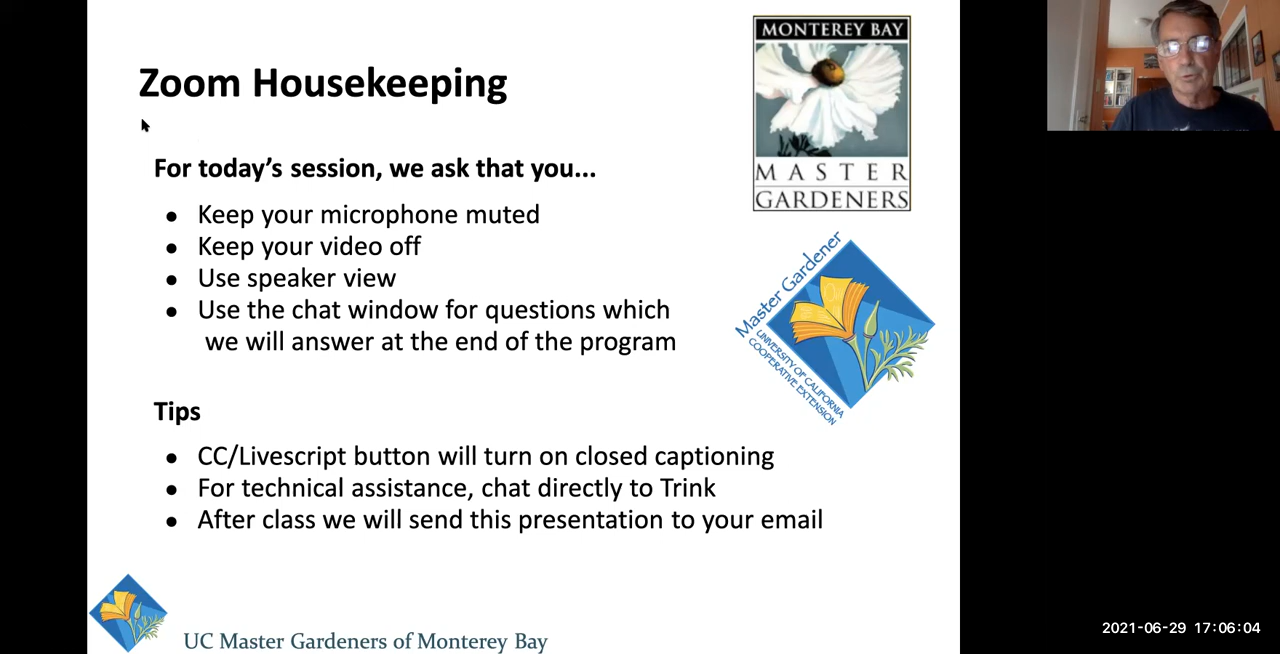 Zoom Housekeeping
For today's session, we ask that you...
● Keep your microphone muted
● Keep your video off
● Use speaker view
● Use the chat window for questions which
we will answer at the end of the program
Tips
● CC/Livescript button will turn on closed captioning
● For technical assistance, chat directly to Trink
● After class we will send this presentation to your email
UC Master Gardeners of Monterey Bay
MONTEREY BAY
MASTER
GARDENERS
Master Gardener
UNIVERSITY OF CALIFORNIA
COOPERATIVE EXTENSION
2021-06-29 17:06:04